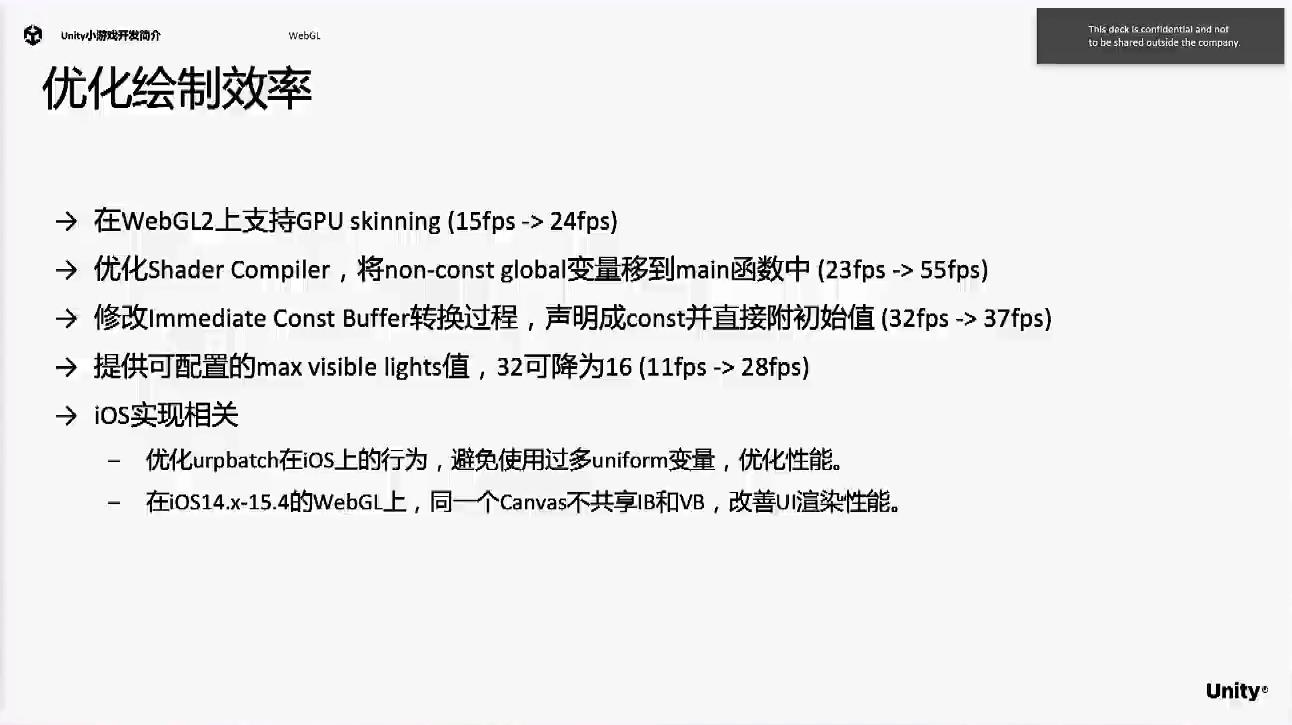 Unity小游戏开发简介
WebGL
This deck is confidential and not
to be shared outside the company.
优化绘制效率
→ 在WebGL2上支持GPU skinning (15fps -> 24fps)
→ 优化Shader Compiler，将non-const global变量移到main函数中 (23fps -> 55fps)
→ 修改Immediate Const Buffer转换过程，声明成const并直接附初始值 (32fps -> 37fps)
→ 提供可配置的max visible lights值，32可降为16 (11fps -> 28fps)
→ iOS实现相关
– 优化urpbatch在iOS上的行为，避免使用过多uniform变量，优化性能。
– 在iOS14.x-15.4的WebGL上，同一个Canvas不共享IB和VB，改善UI渲染性能。
Unity®